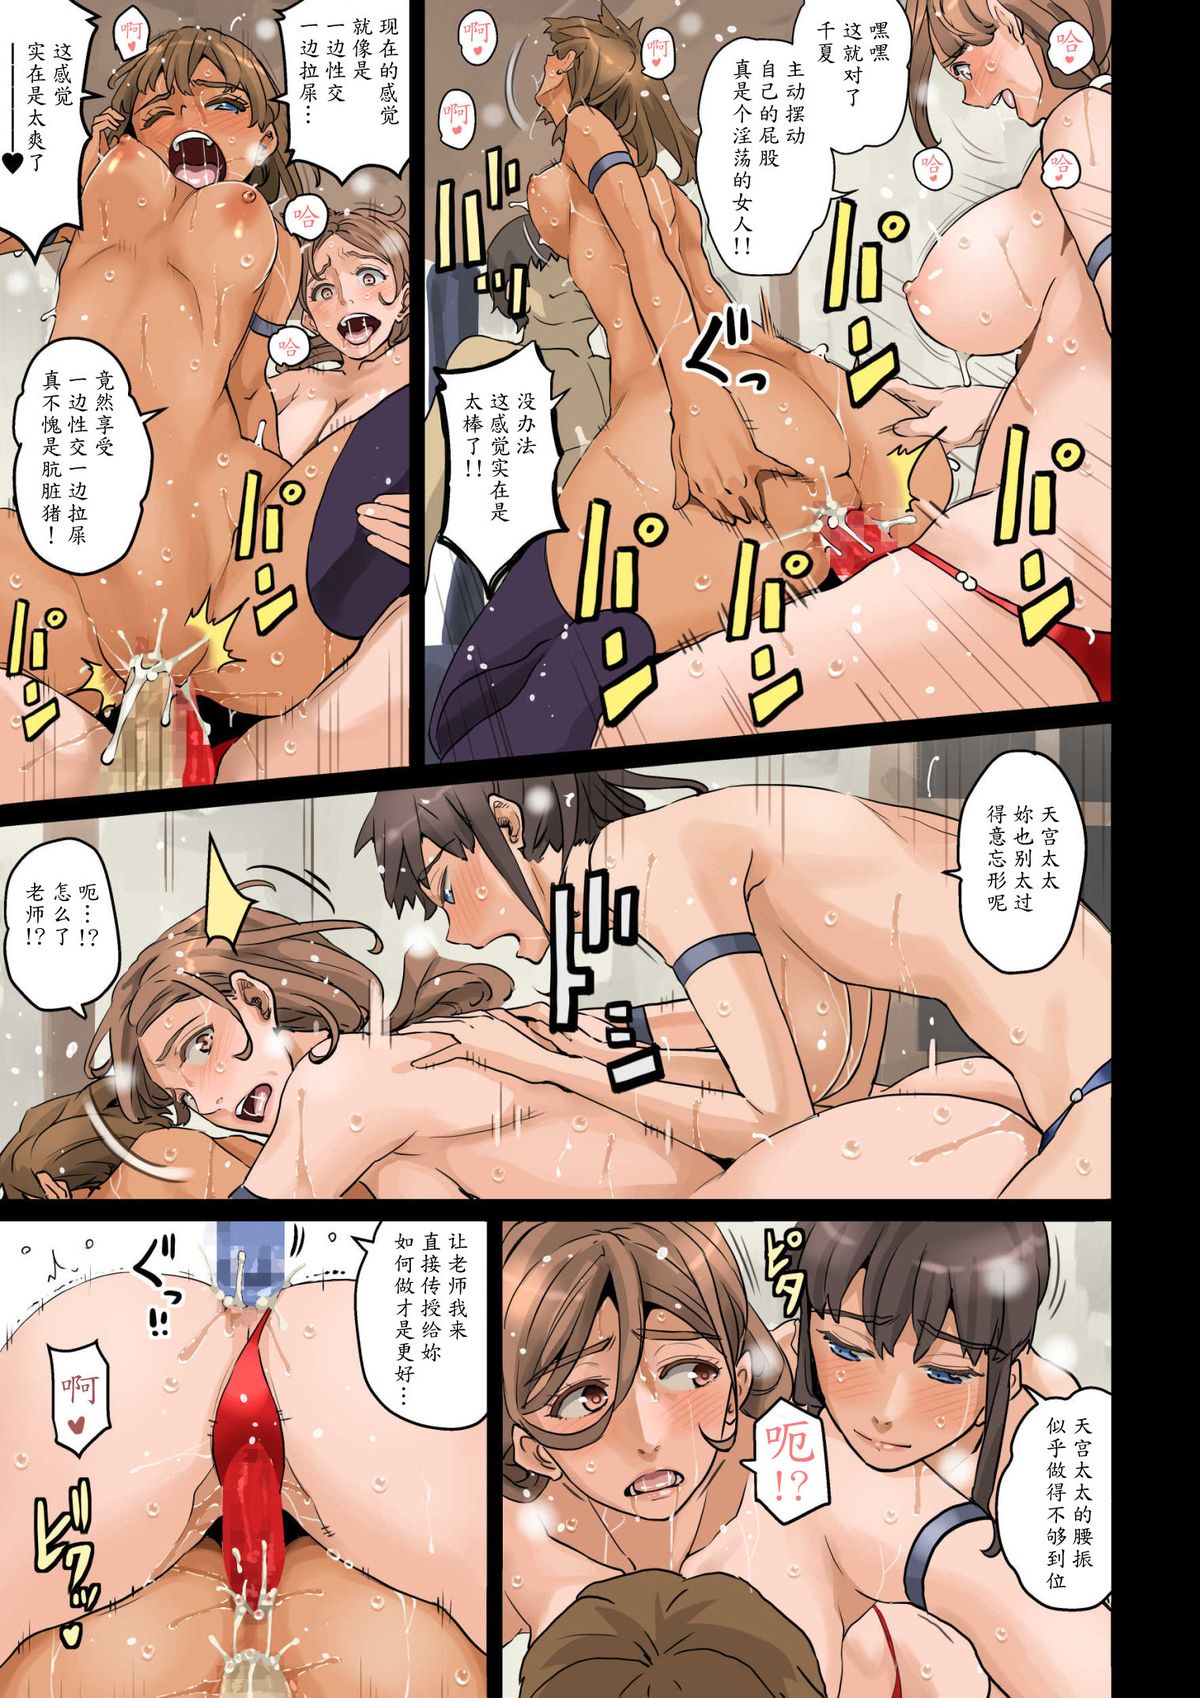 嘿嘿
这就对了
千夏
主动摆动
自己的屁股
真是个淫荡的女人!!
哈
哈
哈
啊
啊
啊
パンッ
パンッ
パンッ
パンッ
ぐっ
没办法
这感觉实在是
太棒了!!
现在的感觉
就像是
一边性交
一边拉屎…
啊
这感觉
实在是太爽了
————♥
哈
哈
竟然享受
一边性交一边拉屎
真不愧是肮脏猪!
パンッ
パンッ
天宫太太
妳也别太过
得意忘形呢
ドンッ
呃…!?
怎么了
老师!?
ピタ
天宫太太的腰振
似乎做得不够到位
呃!?
让老师我来
直接传授给妳
如何做才是更好…
ぐっ!!
啊
ビクッ